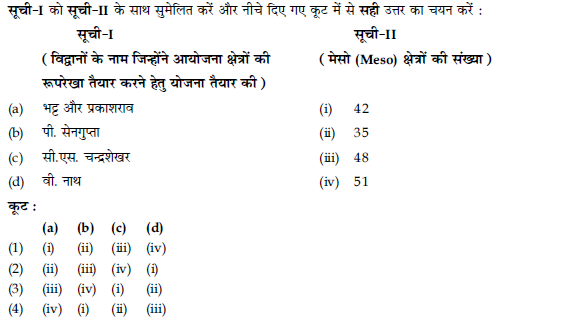 सूची-I को सूची-II के साथ सुमेलित करें और नीचे दिए गए कूट में से सही उत्तर का चयन करें :
सूची-I सूची-II
( विद्वानों के नाम जिन्होंने आयोजना क्षेत्रों की ( मेसो (Meso) क्षेत्रों की संख्या )
रूपरेखा तैयार करने हेतु योजना तैयार की )
(a) भट्ट और प्रकाशराव (i) 42
(b) पी. सेनगुप्ता (ii) 35
(c) सी.एस. चन्द्रशेखर (iii) 48
(d) वी. नाथ (iv) 51
कूट :
(a) (b) (c) (d)
(1) (i) (ii) (iii) (iv)
(2) (ii) (iii) (iv) (i)
(3) (iii) (iv) (i) (ii)
(4) (iv) (i) (ii) (iii)